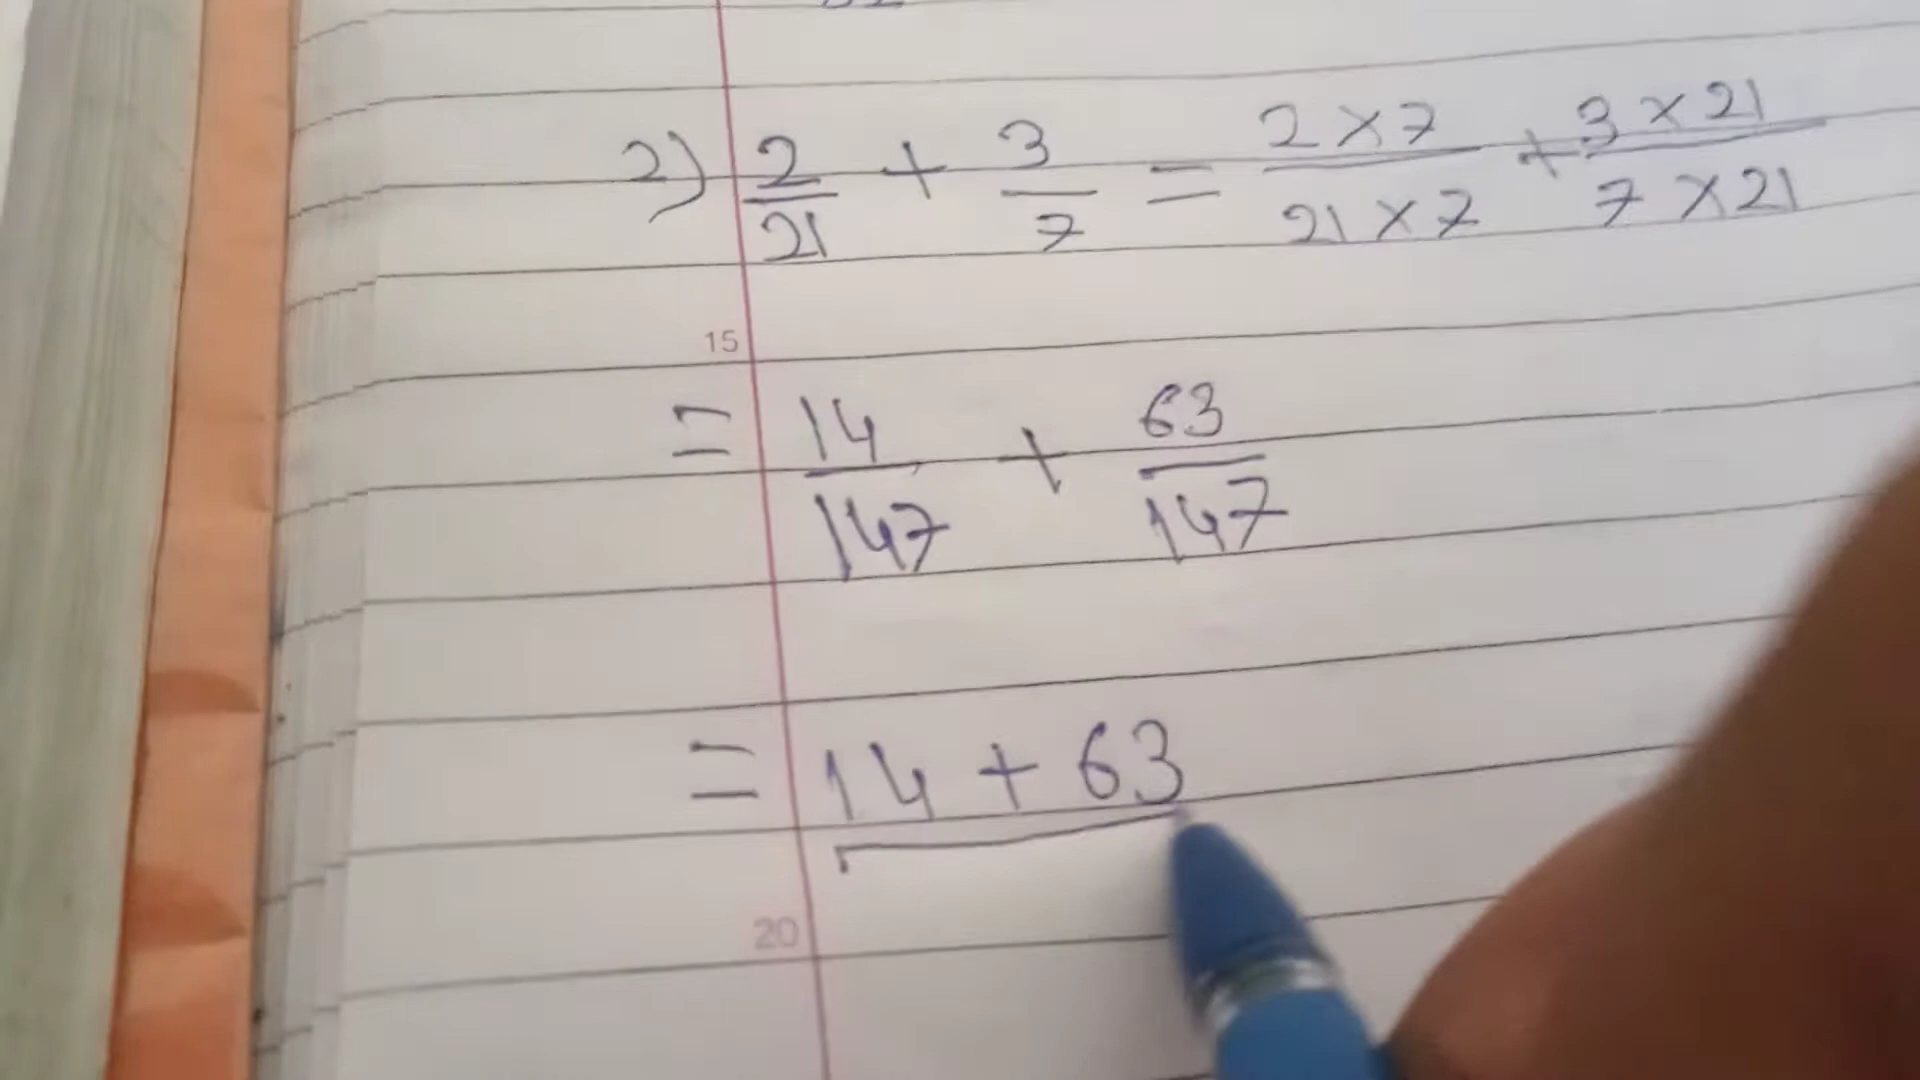 2) 2/21 + 3/7 = 2×7/21×7 + 3×21/7×21
15
= 14/147 + 63/147
= 14 + 63
20